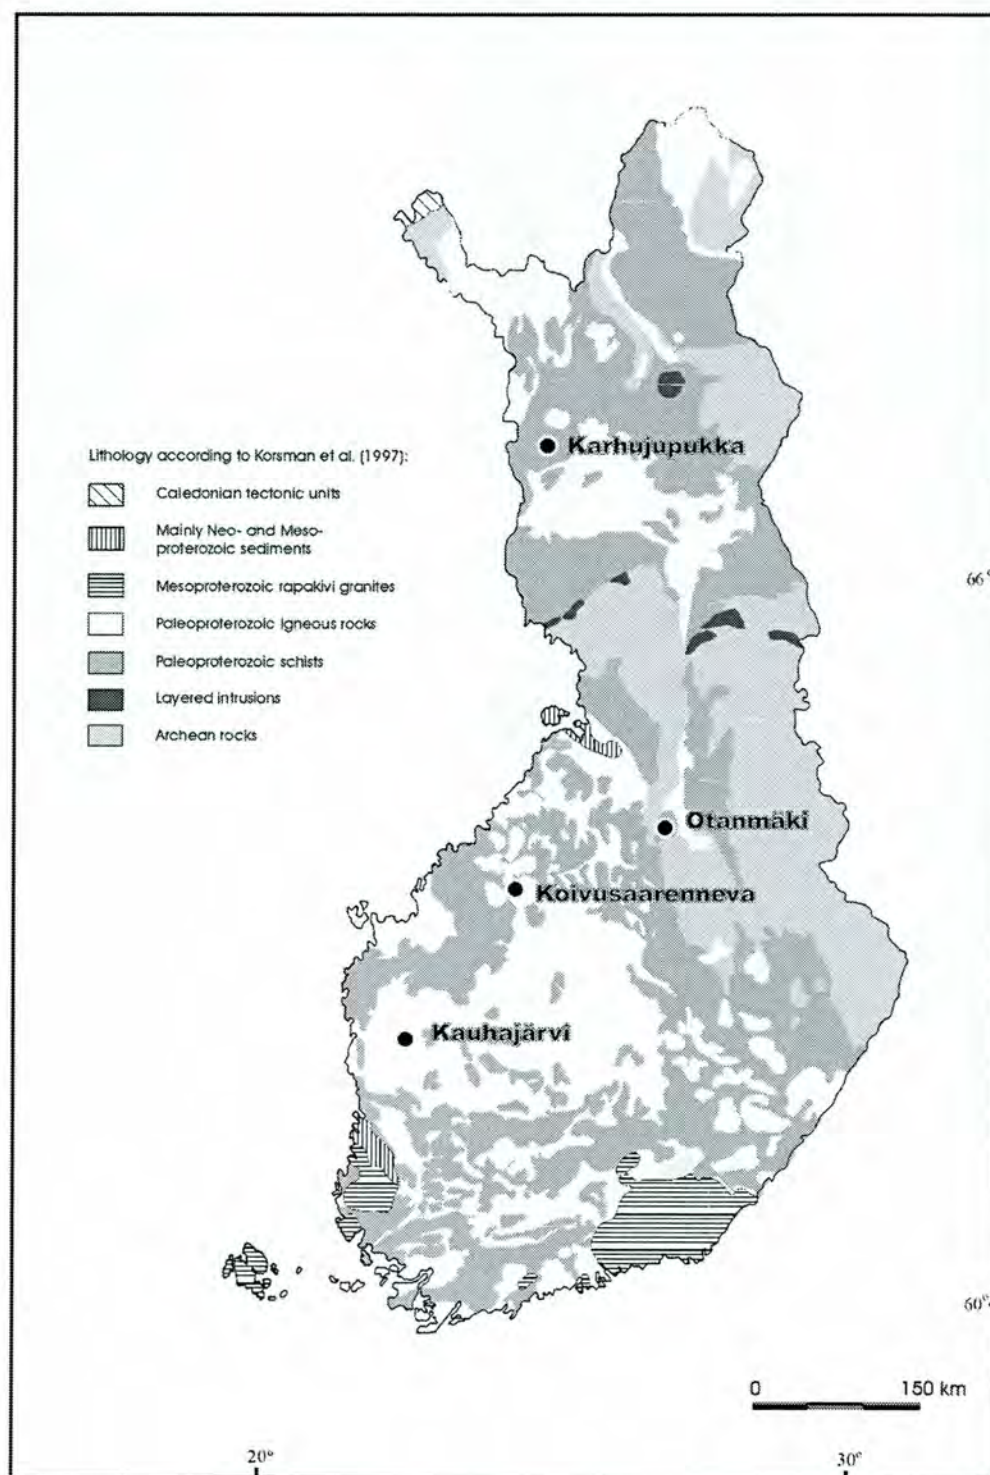 Karhujupukka
Lithology according to Korsman et al. (1997):
Caledonian tectonic units
Mainly Neo- and Meso-
proterozoic sediments
Mesoproterozoic rapakivi granites
Paleoproterozoic igneous rocks
Paleoproterozoic schists
Layered intrusions
Archean rocks
66°
Otanmäki
Koivusaarenneva
Kauhajärvi
60°
0 150 km
20° 30°